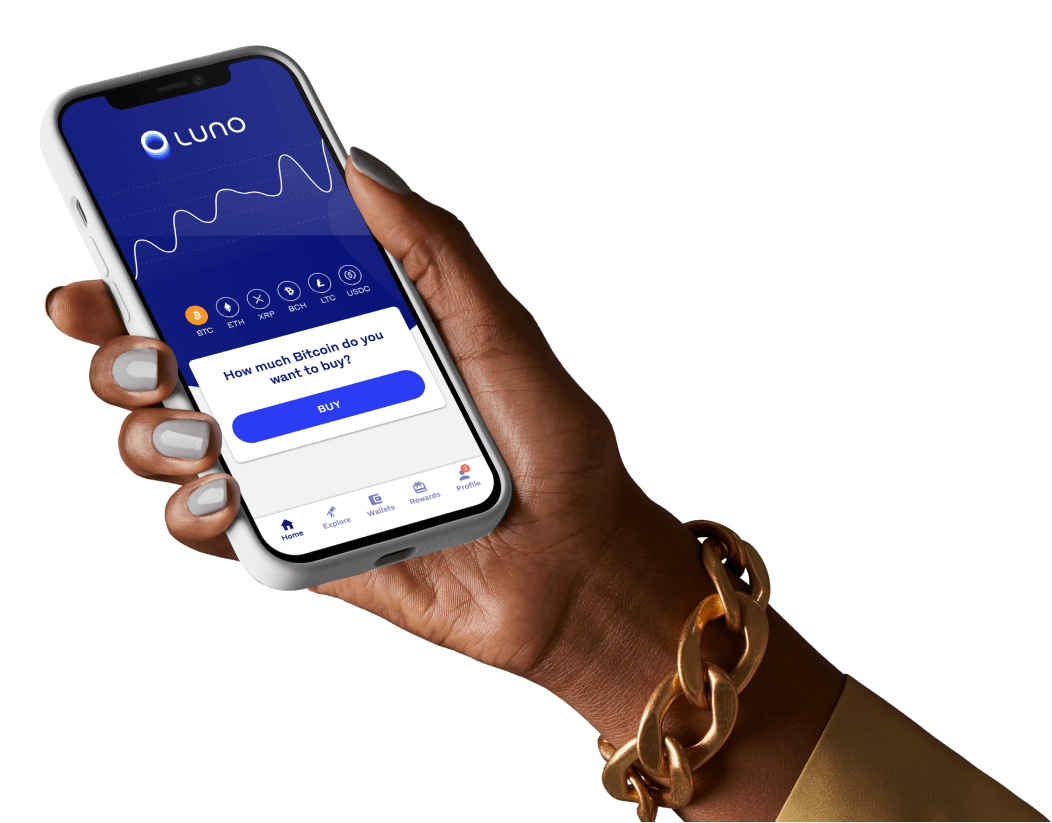 LUNO
BTC
ETH
XRP
BCH
LTC
USDC
How much Bitcoin do you
want to buy?
BUY
Home
Explore
Wallets
Rewards
Profile